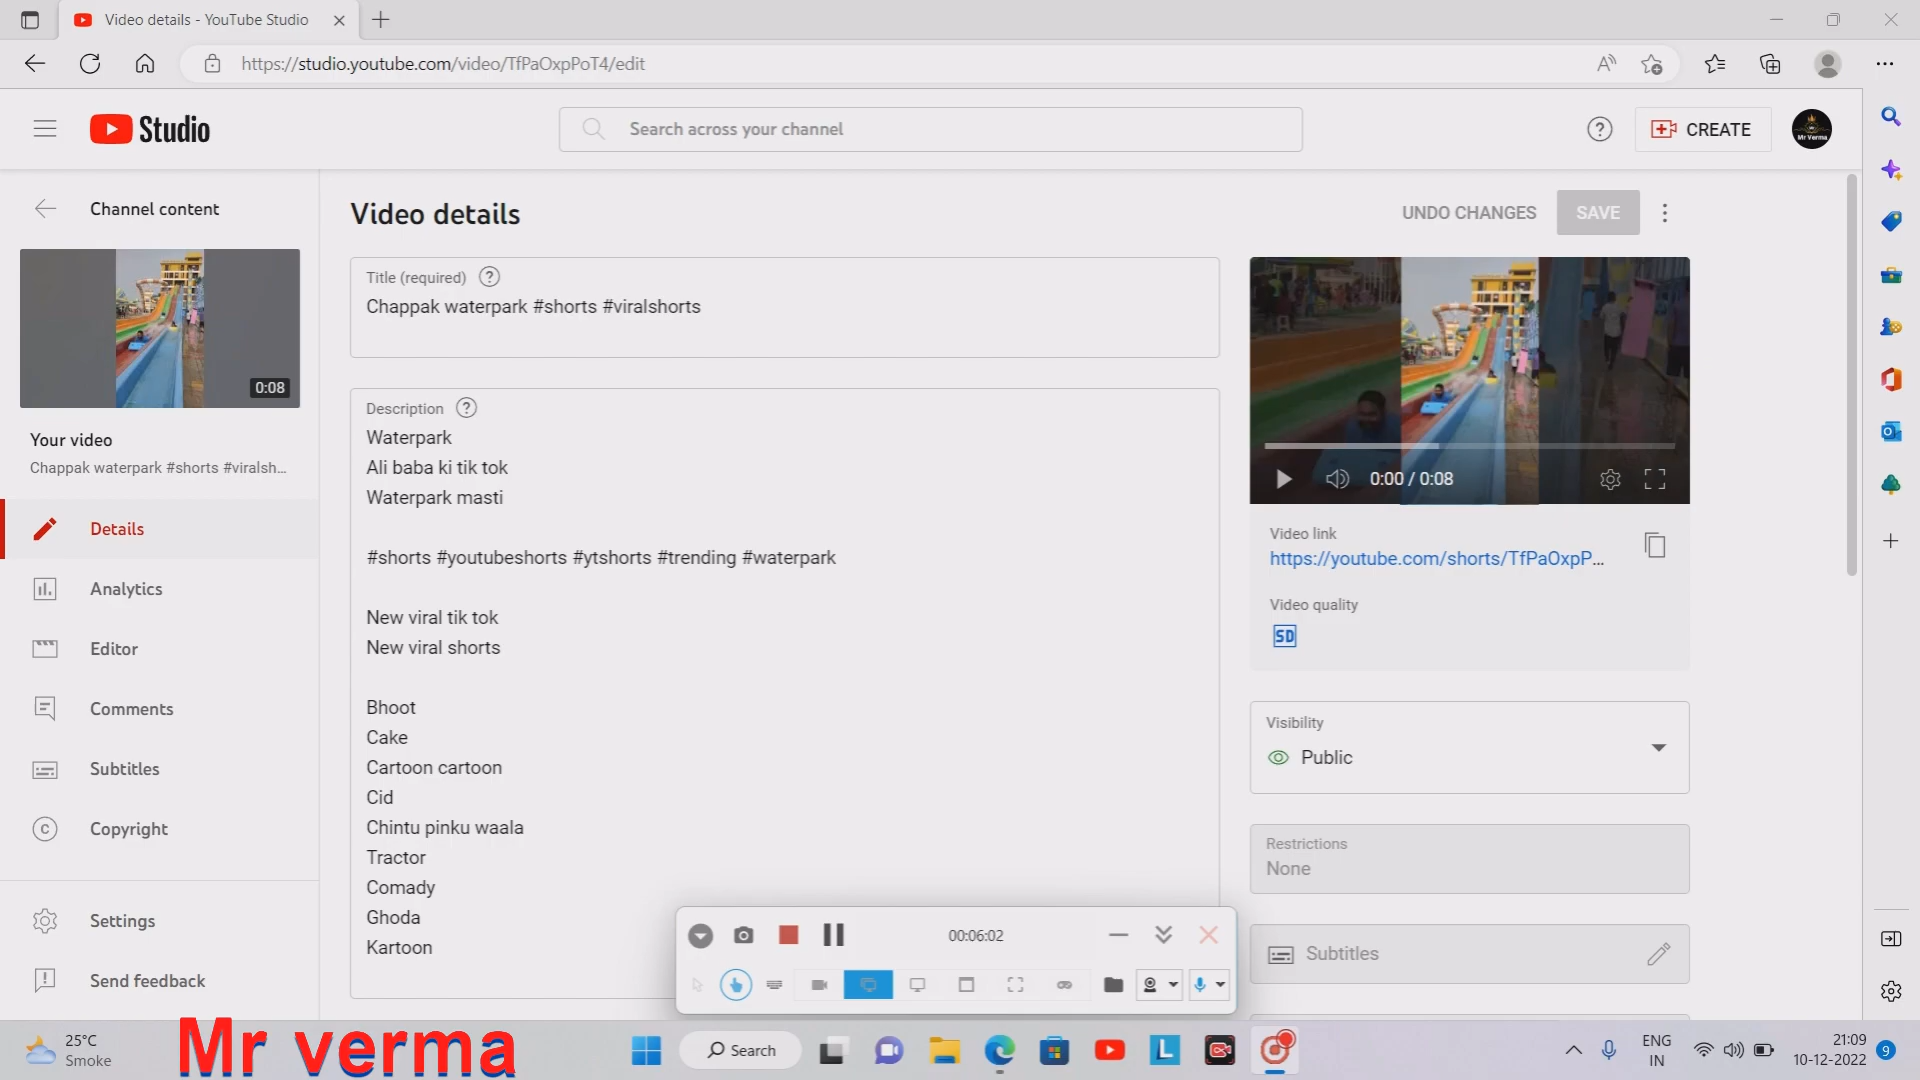 Video details - YouTube Studio
https://studio.youtube.com/video/TfPaOxpPoT4/edit
Studio
Search across your channel
CREATE
Mr Verma
Channel content
Video details
UNDO CHANGES
SAVE
0:08
Your video
Chappak waterpark #shorts #viralsh...
Details
Analytics
Editor
Comments
Subtitles
Copyright
Settings
Send feedback
Title (required)
Chappak waterpark #shorts #viralshorts
Description
Waterpark
Ali baba ki tik tok
Waterpark masti
#shorts #youtubeshorts #ytshorts #trending #waterpark
New viral tik tok
New viral shorts
Bhoot
Cake
Cartoon cartoon
Cid
Chintu pinku waala
Tractor
Comady
Ghoda
Kartoon
0:00 / 0:08
Video link
https://youtube.com/shorts/TfPaOxpP...
Video quality
SD
Visibility
Public
Restrictions
None
Subtitles
00:06:02
25°C
Smoke
Mr verma
Search
ENG
IN
21:09
10-12-2022
9